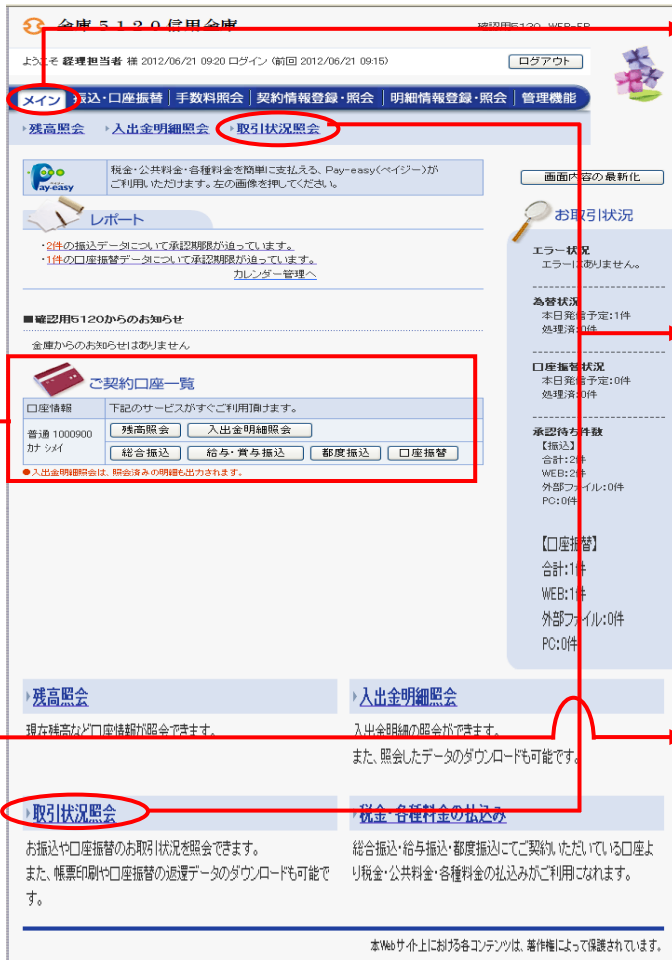 金庫5120信用金庫
確認用5120 WEB-FB
ようこそ 経理担当者 様 2012/06/21 09:20 ログイン (前回 2012/06/21 09:15)
ログアウト
メイン 振込・口座振替 手数料照会 契約情報登録・照会 明細情報登録・照会 管理機能
残高照会 入出金明細照会 取引状況照会
Pay-easy
税金・公共料金・各種料金を簡単に支払える、Pay-easy(ペイジー)が
ご利用いただけます。左の画像を押してください。
画面内容の最新化
レポート
お取引状況
・2件の振込データについて承認期限が迫っています。
・1件の口座振替データについて承認期限が迫っています。
カレンダー管理へ
エラー状況
エラーはありません。
為替状況
本日発信予定:1件
処理済:0件
■確認用5120からのお知らせ
金庫からのお知らせはありません
口座振替状況
本日発信予定:0件
処理済:0件
ご契約口座一覧
口座情報 下記のサービスがすぐご利用頂けます。
普通 1000900
カナ シメイ
残高照会 入出金明細照会
総合振込 給与・賞与振込 都度振込 口座振替
●入出金明細照会は、照会済みの明細も出力されます。
承認待ち件数
【振込】
合計:2件
WEB:2件
外部ファイル:0件
PC:0件
【口座振替】
合計:1件
WEB:1件
外部ファイル:0件
PC:0件
残高照会
現在残高など口座情報が照会できます。
入出金明細照会
入出金明細の照会ができます。
また、照会したデータのダウンロードも可能です。
取引状況照会
お振込や口座振替のお取引状況を照会できます。
また、帳票印刷や口座振替の返還データのダウンロードも可能で
す。
税金・各種料金の払込み
総合振込・給与振込・都度振込にてご契約いただいている口座よ
り税金・公共料金・各種料金の払込みがご利用になれます。
本Webサイト上における各コンテンツは、著作権によって保護されています。